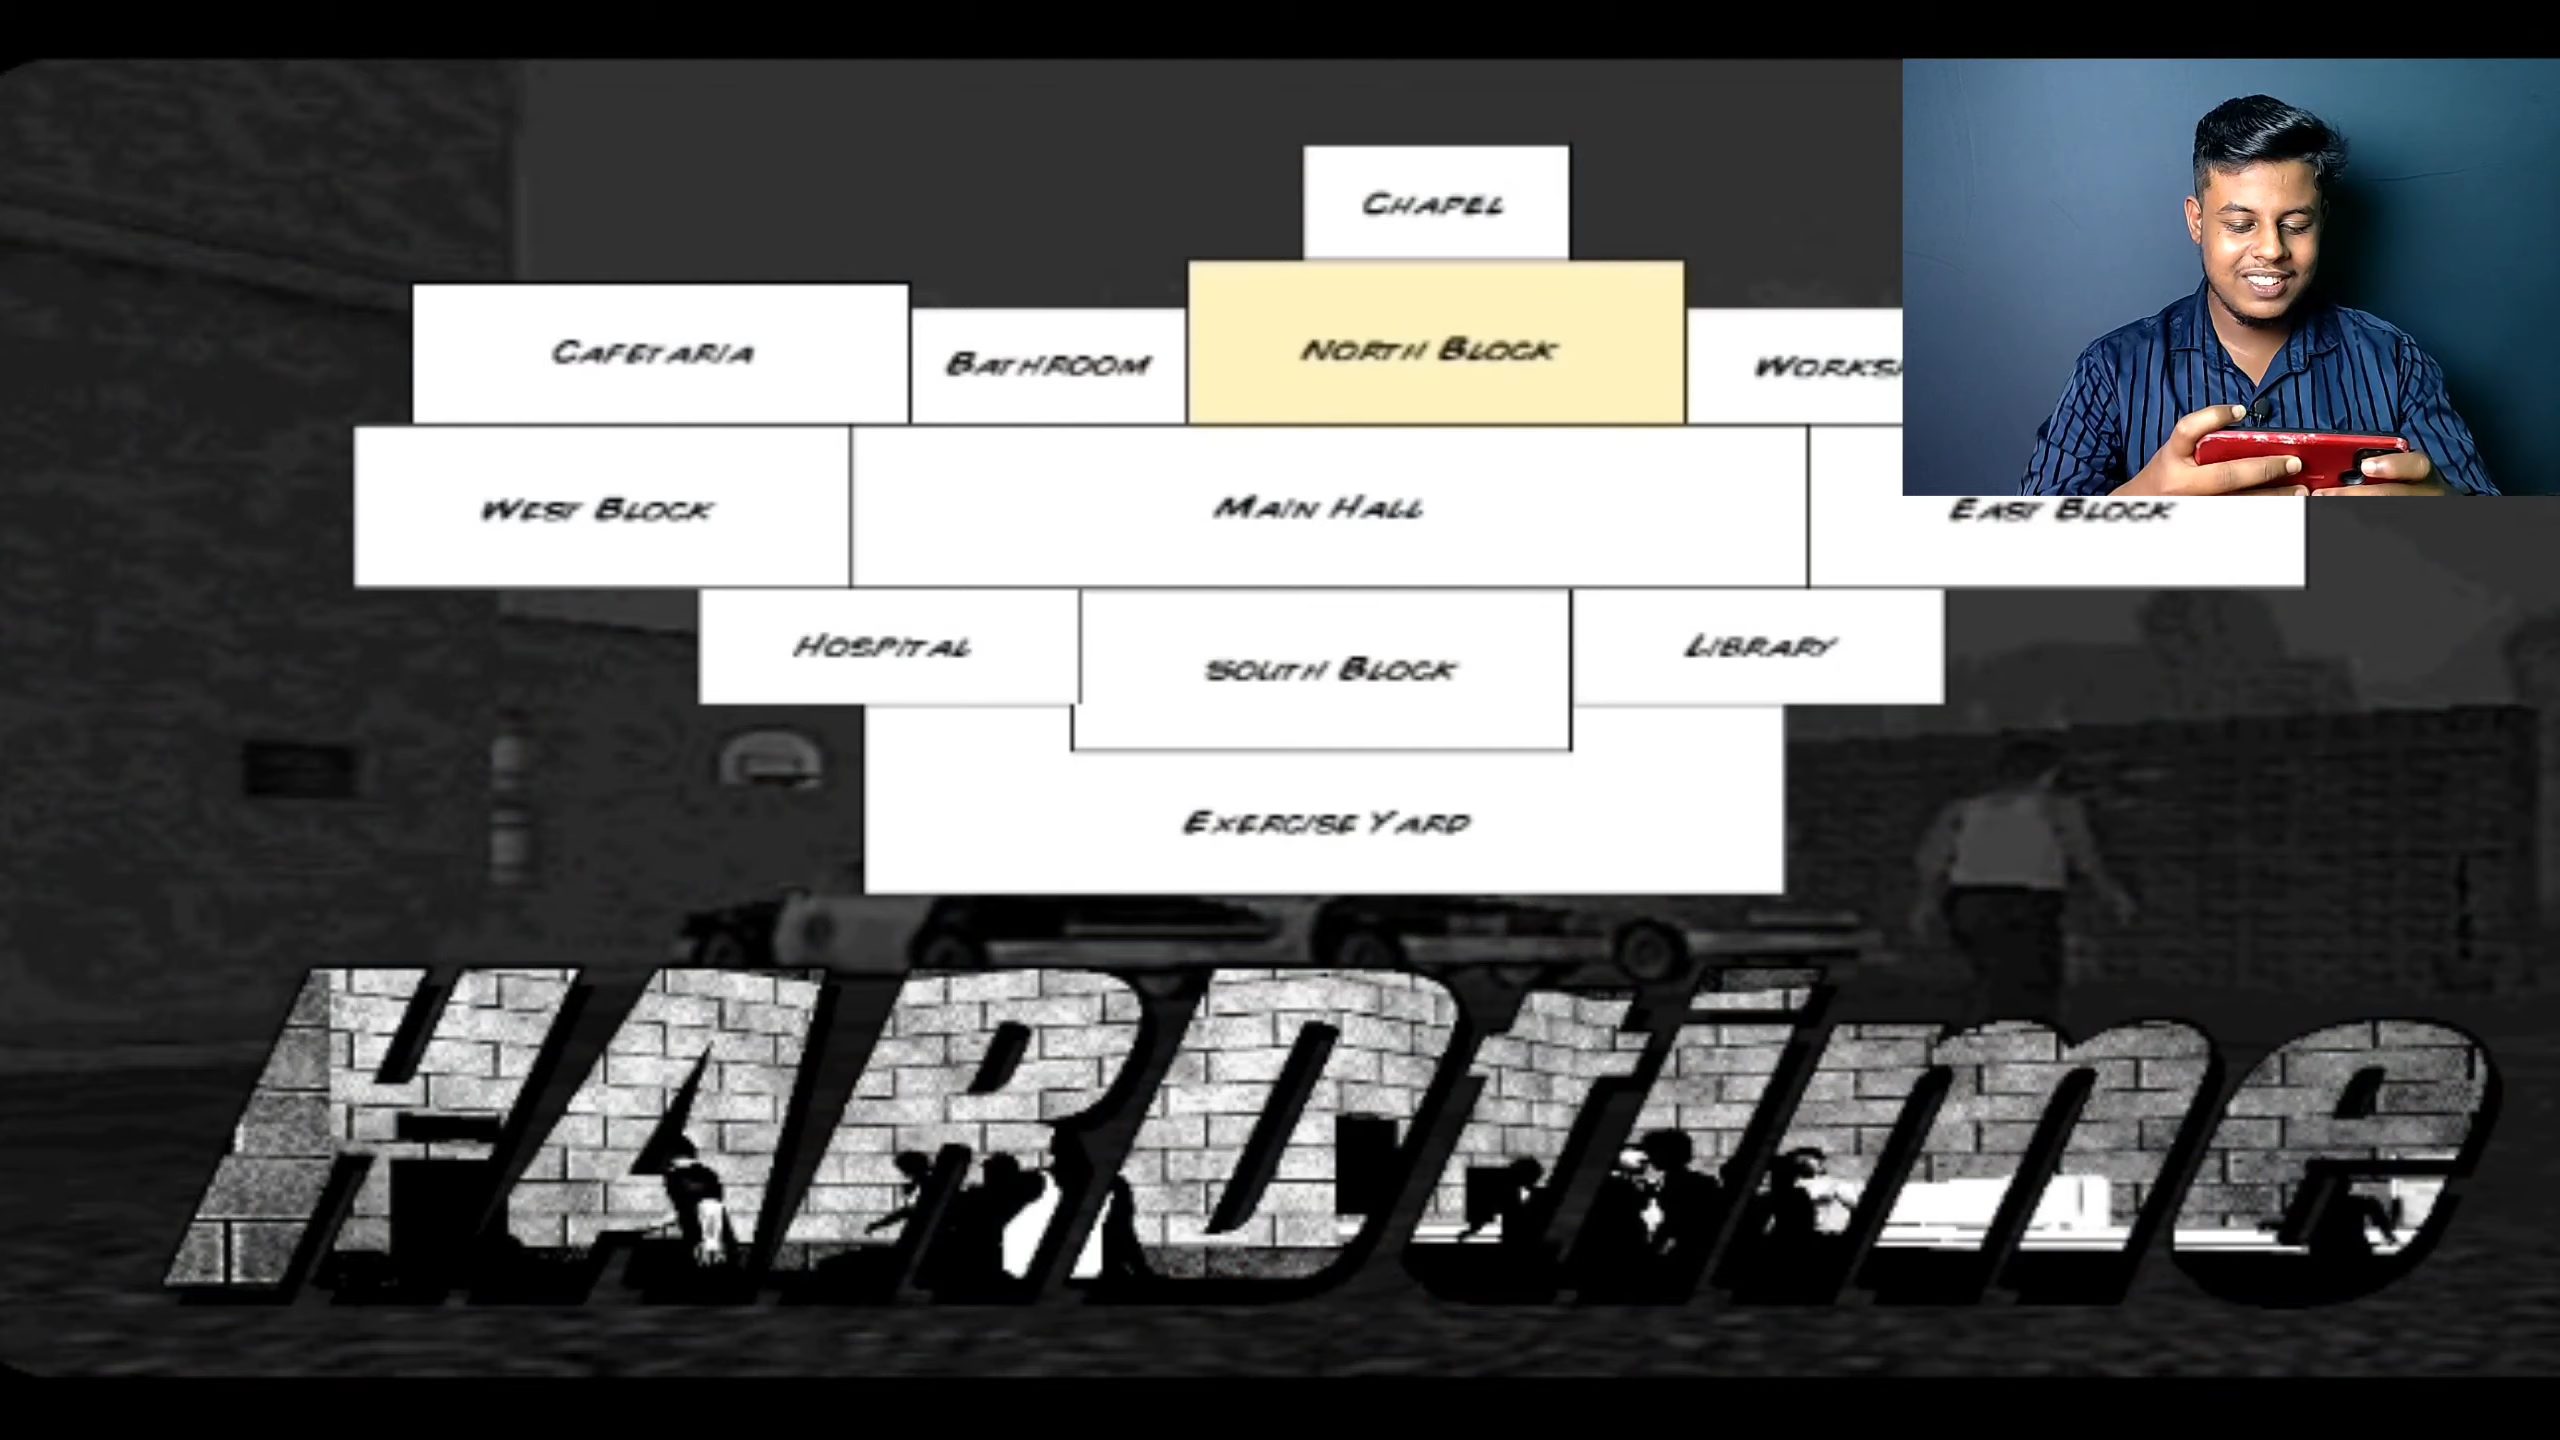 Chapel
Cafetaria
Bathroom
North Block
Works
West Block
Main Hall
East Block
Hospital
South Block
Library
Exercise Yard
HARDtime